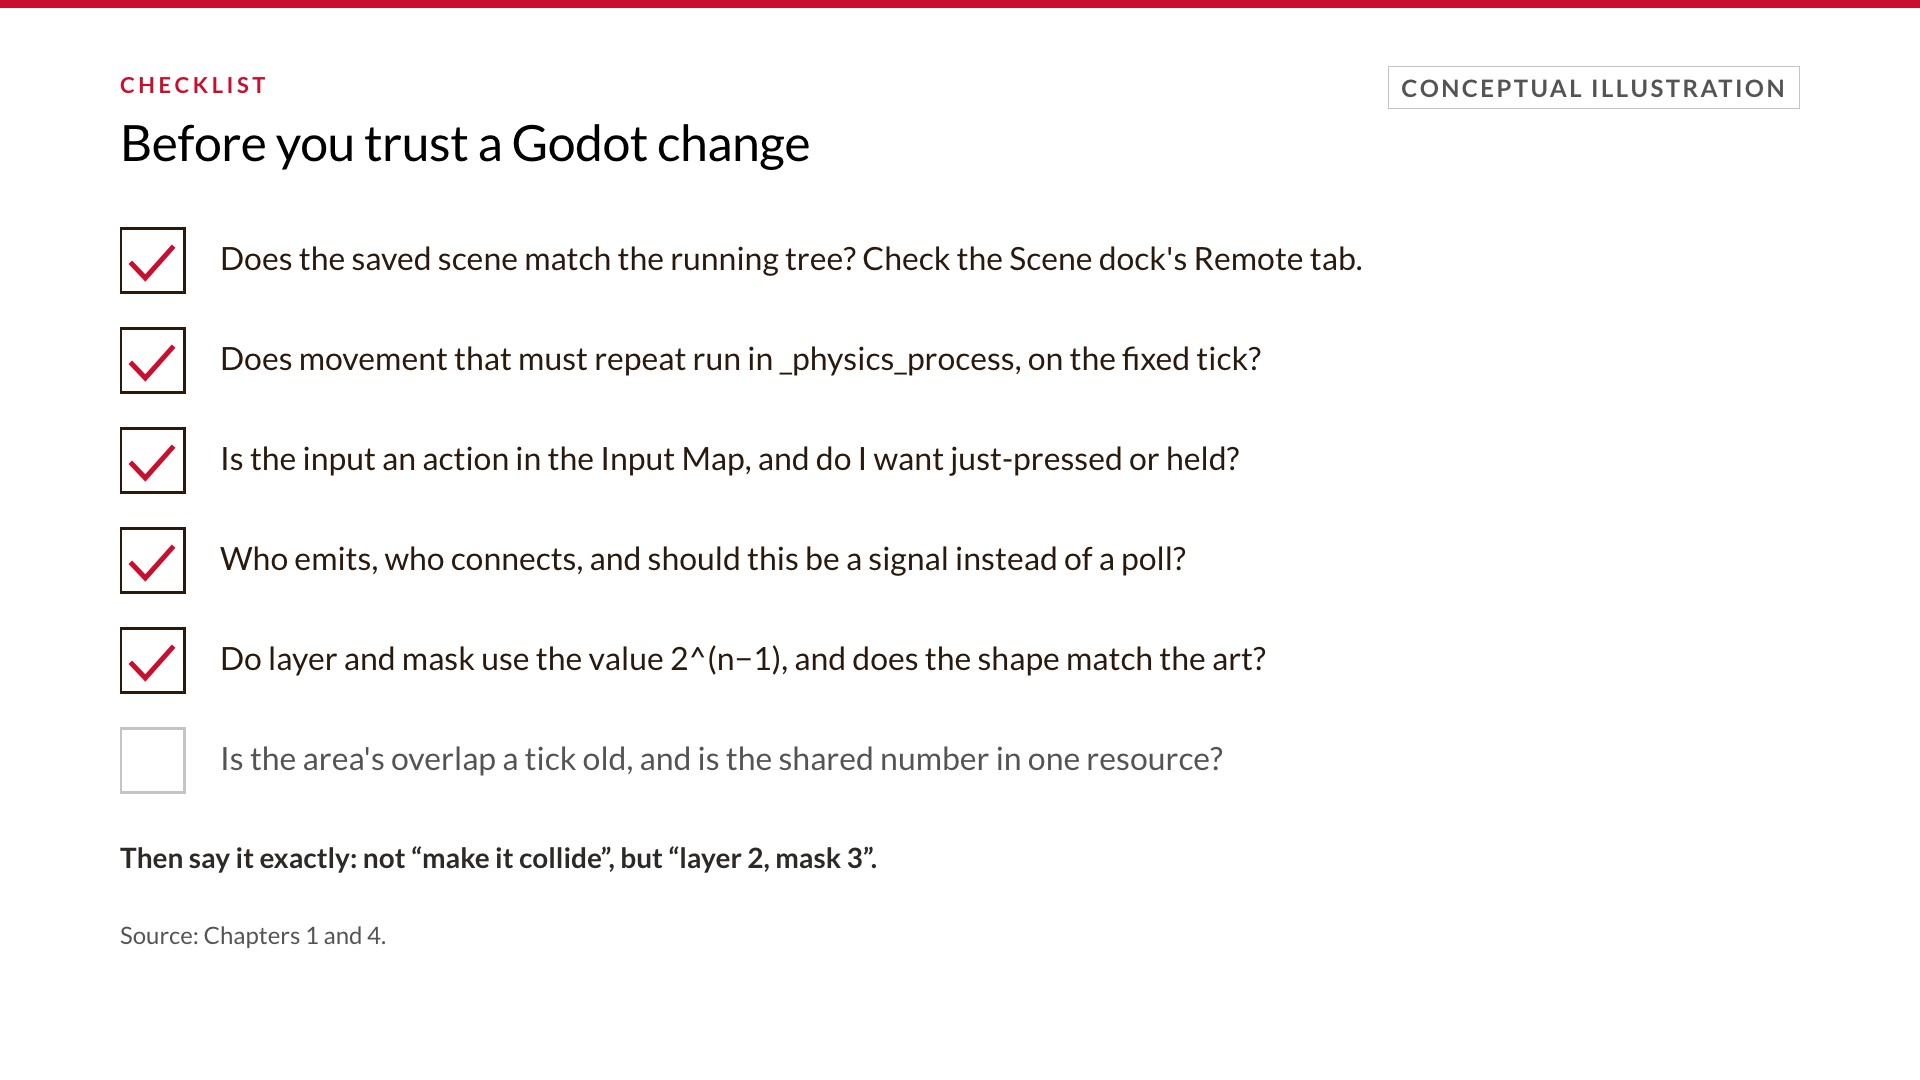 CHECKLIST
CONCEPTUAL ILLUSTRATION
Before you trust a Godot change
Does the saved scene match the running tree? Check the Scene dock's Remote tab.
Does movement that must repeat run in _physics_process, on the fixed tick?
Is the input an action in the Input Map, and do I want just-pressed or held?
Who emits, who connects, and should this be a signal instead of a poll?
Do layer and mask use the value 2^(n−1), and does the shape match the art?
Is the area's overlap a tick old, and is the shared number in one resource?
Then say it exactly: not “make it collide”, but “layer 2, mask 3”.
Source: Chapters 1 and 4.